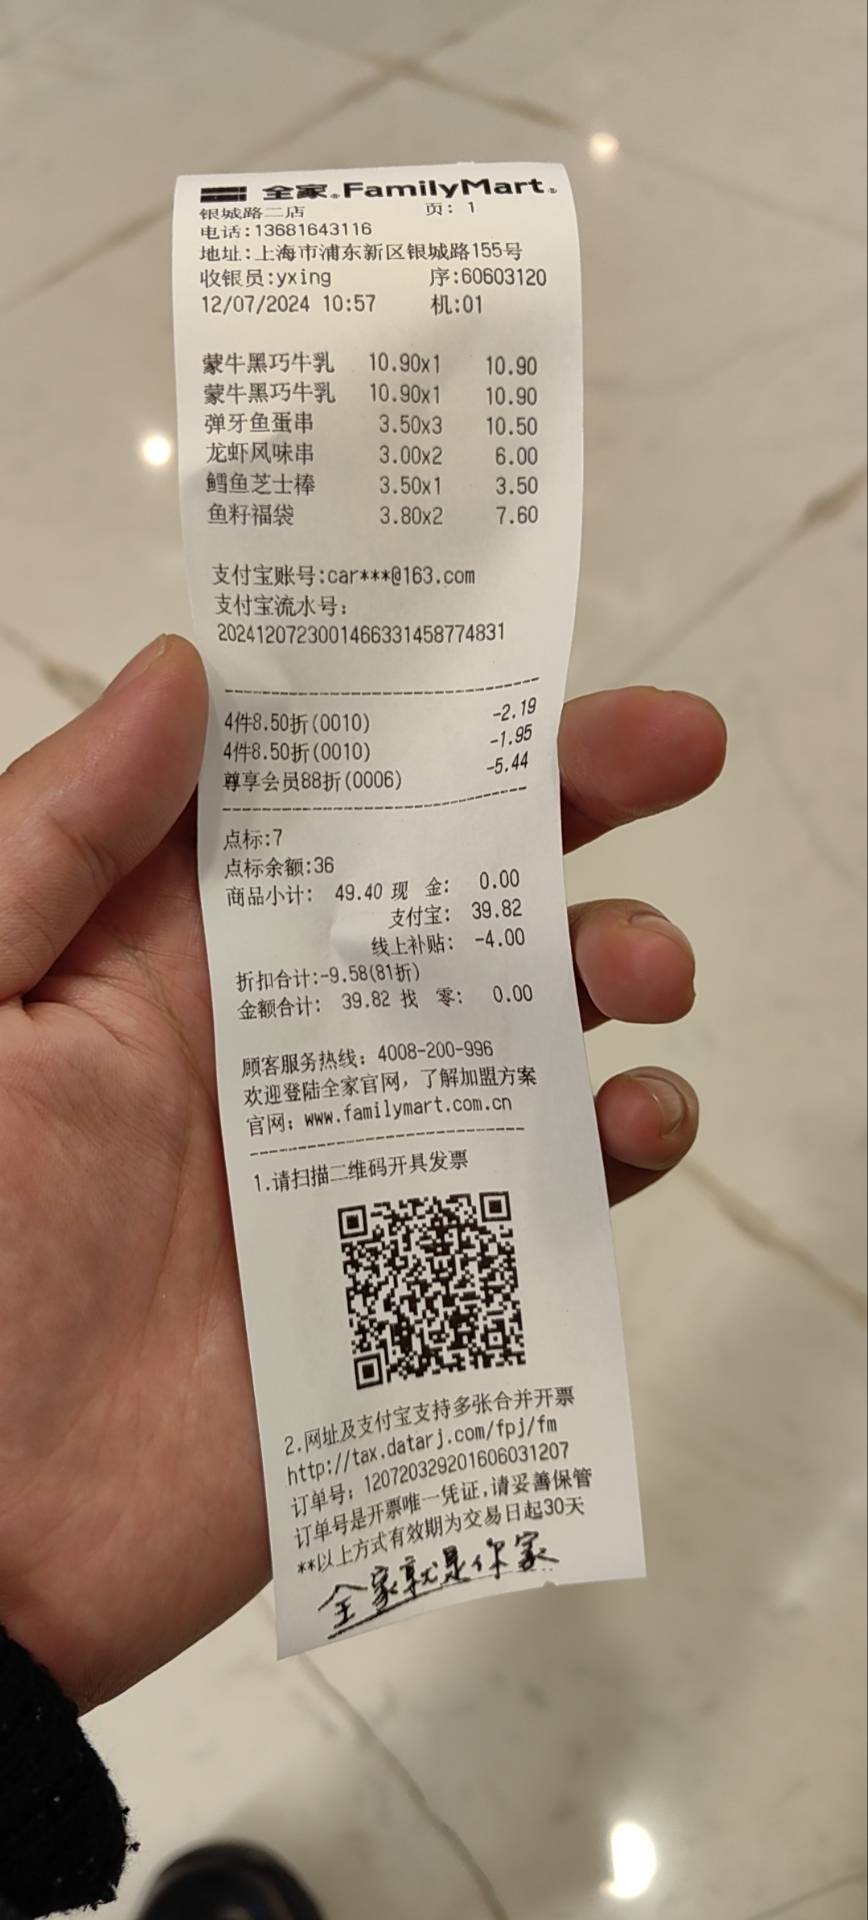 全家®FamilyMart®
银城路二店 页: 1
电话:13681643116
地址:上海市浦东新区银城路155号
收银员:yxing 序:60603120
12/07/2024 10:57 机:01
蒙牛黑巧牛乳 10.90x1 10.90
蒙牛黑巧牛乳 10.90x1 10.90
弹牙鱼蛋串 3.50x3 10.50
龙虾风味串 3.00x2 6.00
鳕鱼芝士棒 3.50x1 3.50
鱼籽福袋 3.80x2 7.60
支付宝账号:car***@163.com
支付宝流水号:
2024120723001466331458774831
4件8.50折(0010) -2.19
4件8.50折(0010) -1.95
尊享会员88折(0006) -5.44
点标:7
点标余额:36
商品小计: 49.40 现 金: 0.00
支付宝: 39.82
线上补贴: -4.00
折扣合计:-9.58(81折)
金额合计: 39.82 找 零: 0.00
顾客服务热线: 4008-200-996
欢迎登陆全家官网，了解加盟方案
官网: www.familymart.com.cn
1.请扫描二维码开具发票
2.网址及支付宝支持多张合并开票
http://tax.datarj.com/fpj/fm
订单号: 120720329201606031207
订单号是开票唯一凭证,请妥善保管
**以上方式有效期为交易日起30天
全家就是你家